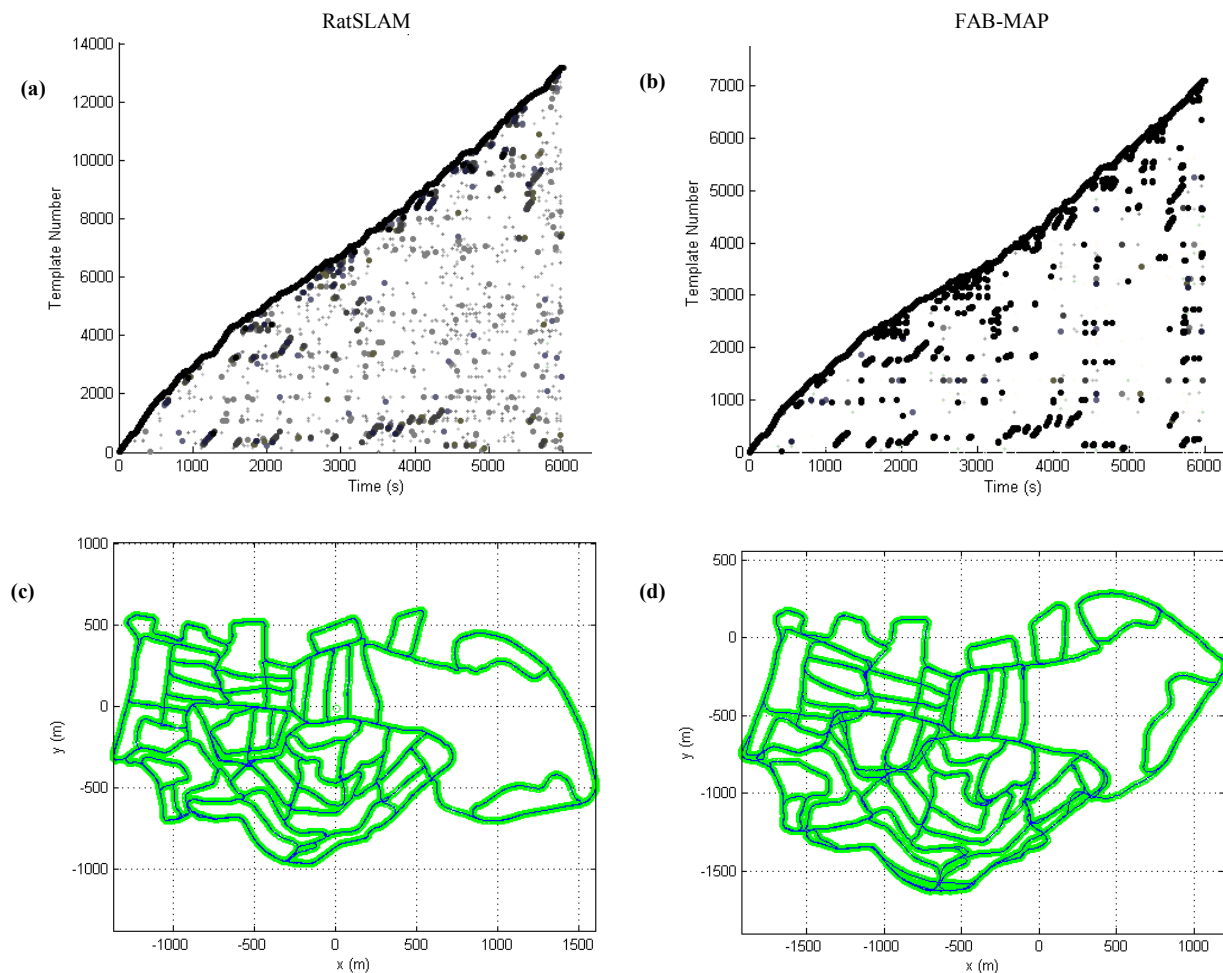 RatSLAM
FAB-MAP
(a)
14000
12000
10000
8000
6000
4000
2000
0
Template Number
0 1000 2000 3000 4000 5000 6000
Time (s)
(b)
7000
6000
5000
4000
3000
2000
1000
0
Template Number
0 1000 2000 3000 4000 5000 6000
Time (s)
(c)
1000
500
0
-500
-1000
y (m)
-1000 -500 0 500 1000 1500
x (m)
(d)
500
0
-500
-1000
-1500
y (m)
-1500 -1000 -500 0 500 1000
x (m)